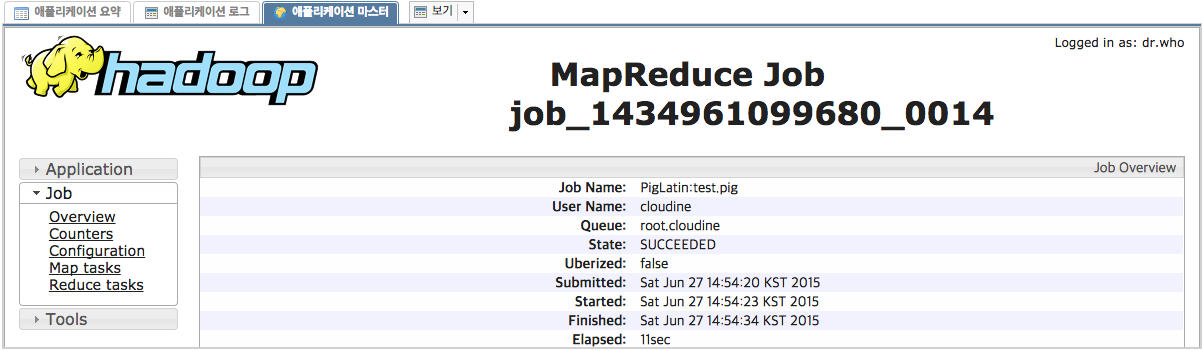 애플리케이션 요약 애플리케이션 로그 애플리케이션 마스터 보기
Logged in as: dr.who
hadoop
MapReduce Job
job_1434961099680_0014
Application
Job
Overview
Counters
Configuration
Map tasks
Reduce tasks
Tools
Job Overview
Job Name: PigLatin:test.pig
User Name: cloudine
Queue: root.cloudine
State: SUCCEEDED
Uberized: false
Submitted: Sat Jun 27 14:54:20 KST 2015
Started: Sat Jun 27 14:54:23 KST 2015
Finished: Sat Jun 27 14:54:34 KST 2015
Elapsed: 11sec